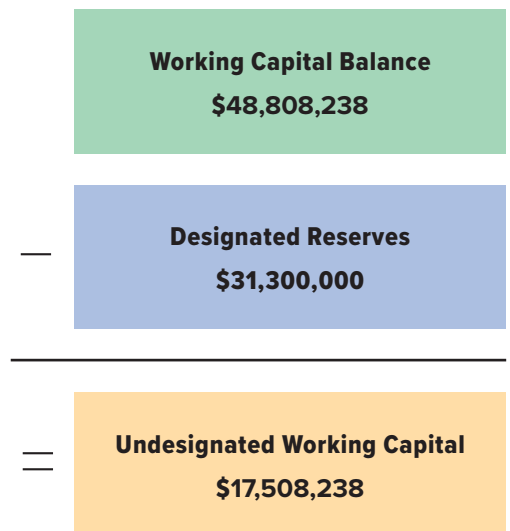 Working Capital Balance
$48,808,238
—
Designated Reserves
$31,300,000
=
Undesignated Working Capital
$17,508,238